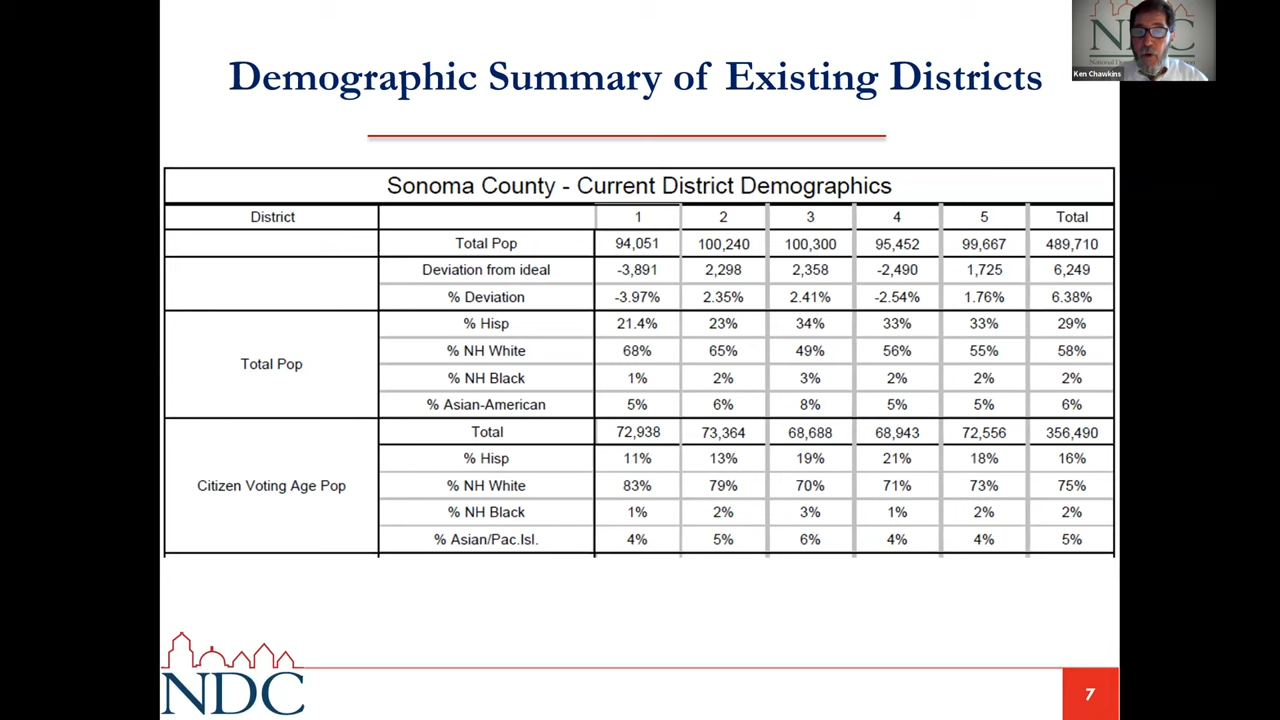 Demographic Summary of Existing Districts
Ken Chawkins
Sonoma County - Current District Demographics
District 1 2 3 4 5 Total
Total Pop 94,051 100,240 100,300 95,452 99,667 489,710
Deviation from ideal -3,891 2,298 2,358 -2,490 1,725 6,249
% Deviation -3.97% 2.35% 2.41% -2.54% 1.76% 6.38%
Total Pop
% Hisp 21.4% 23% 34% 33% 33% 29%
% NH White 68% 65% 49% 56% 55% 58%
% NH Black 1% 2% 3% 2% 2% 2%
% Asian-American 5% 6% 8% 5% 5% 6%
Citizen Voting Age Pop
Total 72,938 73,364 68,688 68,943 72,556 356,490
% Hisp 11% 13% 19% 21% 18% 16%
% NH White 83% 79% 70% 71% 73% 75%
% NH Black 1% 2% 3% 1% 2% 2%
% Asian/Pac.Isl. 4% 5% 6% 4% 4% 5%
NDC
7